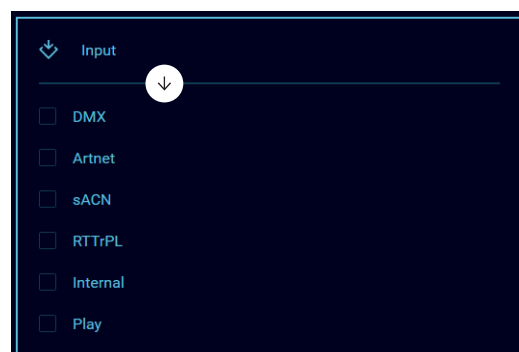 Input
DMX
Artnet
sACN
RTTrPL
Internal
Play